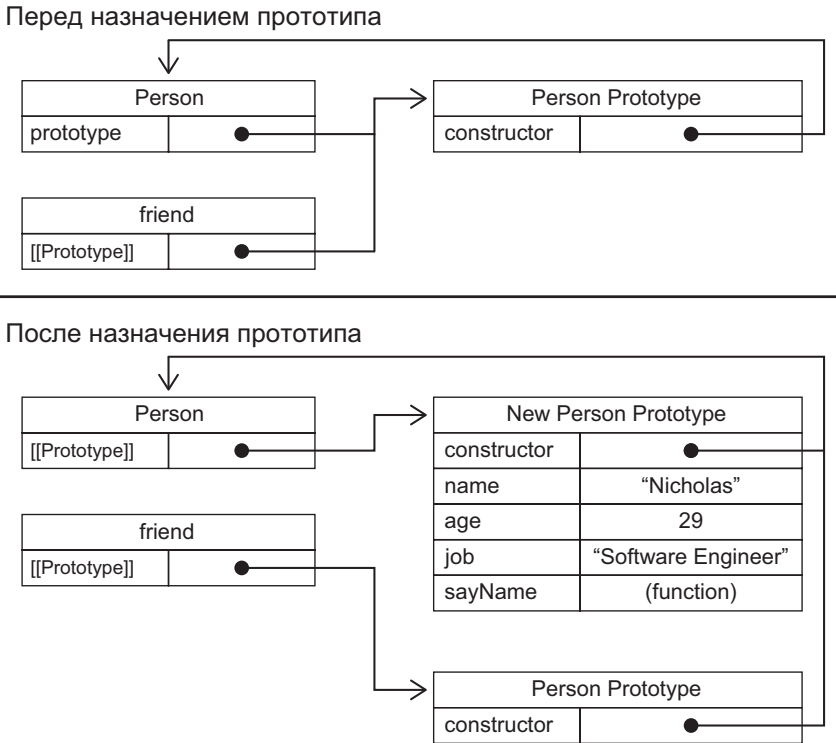 Перед назначением прототипа
Person
prototype
Person Prototype
constructor
friend
[[Prototype]]
После назначения прототипа
Person
[[Prototype]]
New Person Prototype
constructor
name “Nicholas”
age 29
job “Software Engineer”
sayName (function)
friend
[[Prototype]]
Person Prototype
constructor